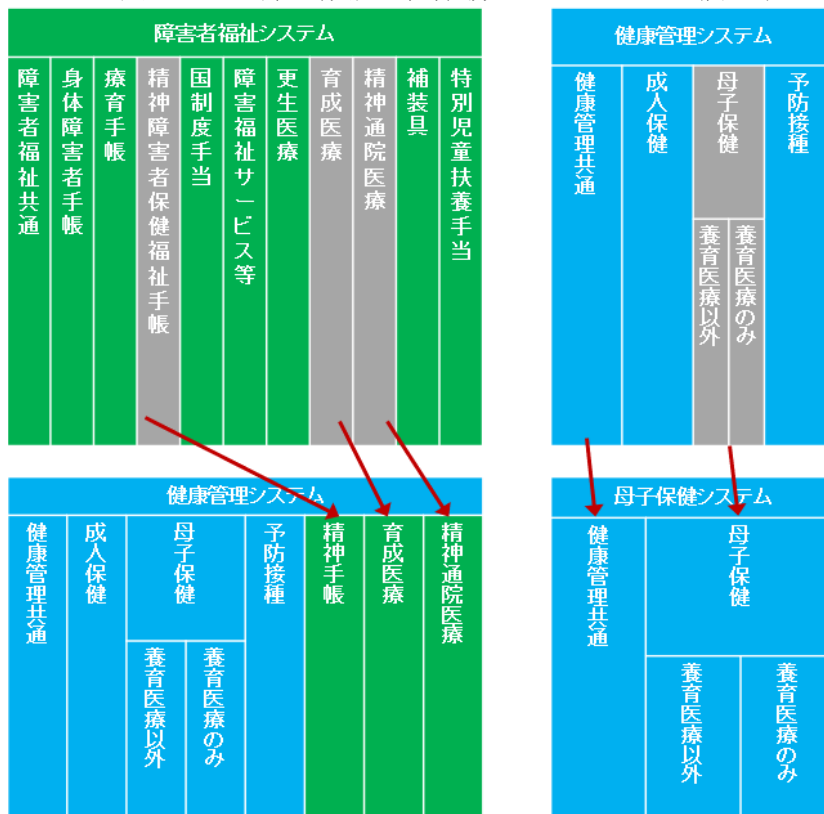 障害者福祉システム
障害者福祉共通
身体障害者手帳
療育手帳
精神障害者保健福祉手帳
国制度手当
障害福祉サービス等
更生医療
育成医療
精神通院医療
補装具
特別児童扶養手当
健康管理システム
健康管理共通
成人保健
母子保健
養育医療以外
養育医療のみ
予防接種
健康管理システム
健康管理共通
成人保健
母子保健
養育医療以外
養育医療のみ
予防接種
精神手帳
育成医療
精神通院医療
母子保健システム
健康管理共通
母子保健
養育医療以外
養育医療のみ